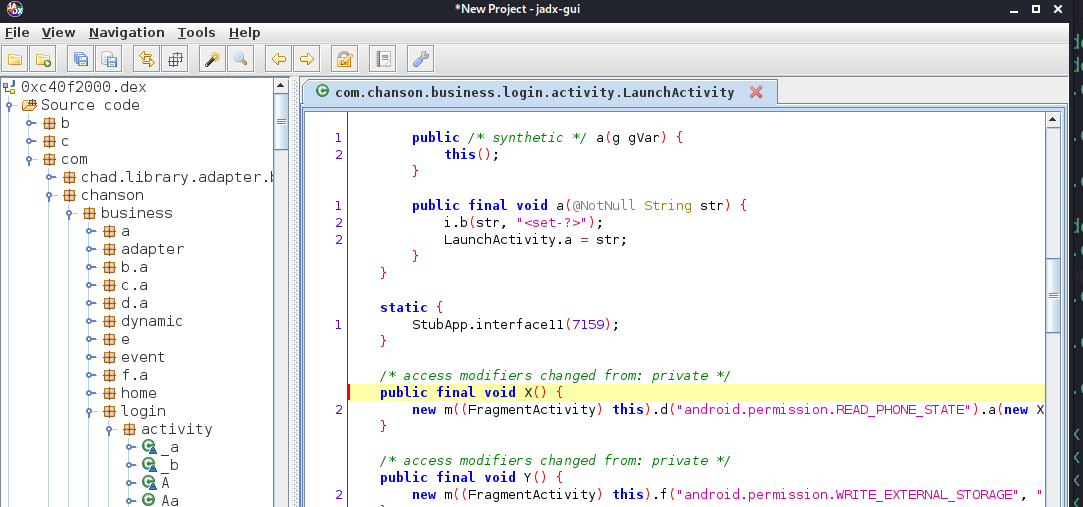 *New Project - jadx-gui
File View Navigation Tools Help
0xc40f2000.dex
Source code
b
c
com
chad.library.adapter.b
chanson
business
a
adapter
b.a
c.a
d.a
dynamic
e
event
f.a
home
login
activity
_a
_b
A
Aa
com.chanson.business.login.activity.LaunchActivity
1 public /* synthetic */ a(g gVar) {
2 this();
}
1 public final void a(@NotNull String str) {
2 i.b(str, "<set-?>");
2 LaunchActivity.a = str;
}
}
static {
1 StubApp.interface11(7159);
}
/* access modifiers changed from: private */
public final void X() {
2 new m((FragmentActivity) this).d("android.permission.READ_PHONE_STATE").a(new X
}
/* access modifiers changed from: private */
public final void Y() {
2 new m((FragmentActivity) this).f("android.permission.WRITE_EXTERNAL_STORAGE", "